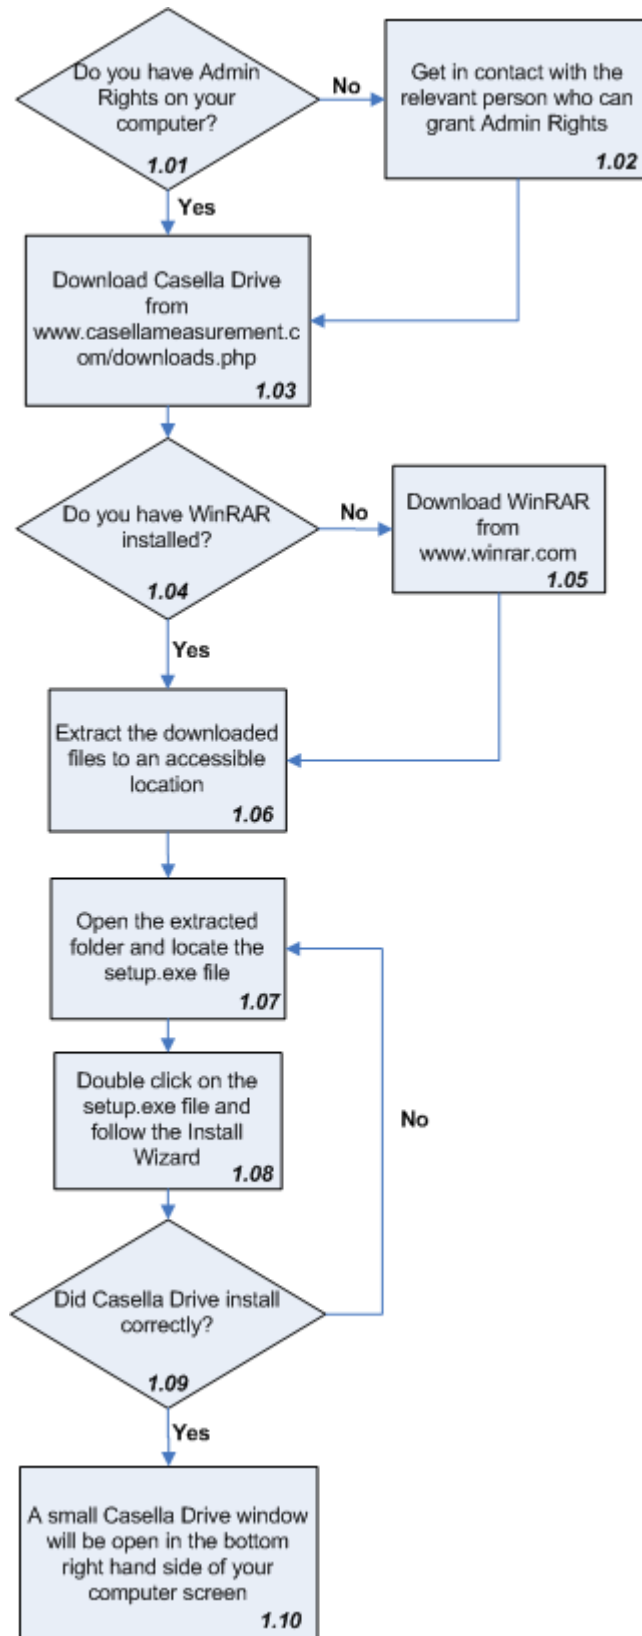 Do you have Admin
Rights on your
computer?
1.01
No
Get in contact with the
relevant person who can
grant Admin Rights
1.02
Yes
Download Casella Drive
from
www.casellameasurement.c
om/downloads.php
1.03
Do you have WinRAR
installed?
1.04
No
Download WinRAR
from
www.winrar.com
1.05
Yes
Extract the downloaded
files to an accessible
location
1.06
Open the extracted
folder and locate the
setup.exe file
1.07
Double click on the
setup.exe file and
follow the Install
Wizard
1.08
No
Did Casella Drive install
correctly?
1.09
Yes
A small Casella Drive window
will be open in the bottom
right hand side of your
computer screen
1.10